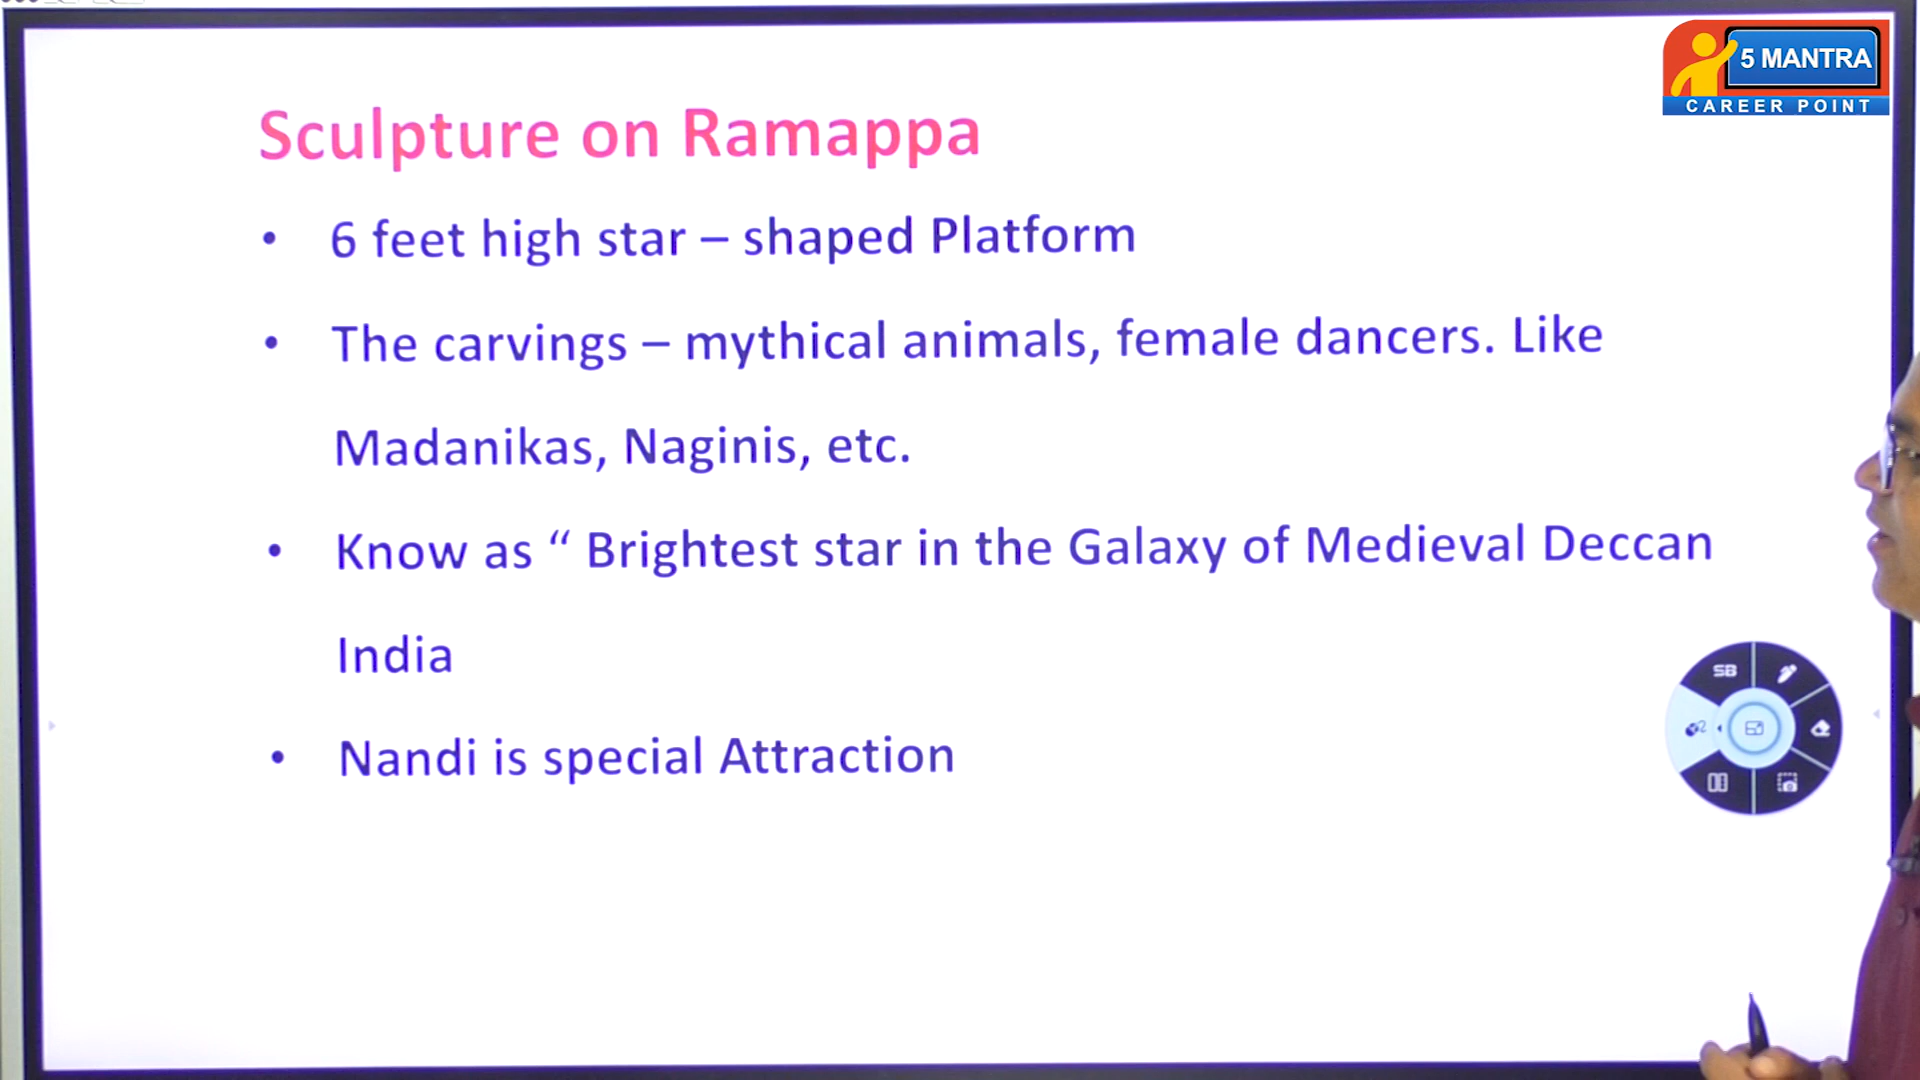 5 MANTRA
CAREER POINT
Sculpture on Ramappa
• 6 feet high star – shaped Platform
• The carvings – mythical animals, female dancers. Like
Madanikas, Naginis, etc.
• Know as “ Brightest star in the Galaxy of Medieval Deccan
India
• Nandi is special Attraction
SB